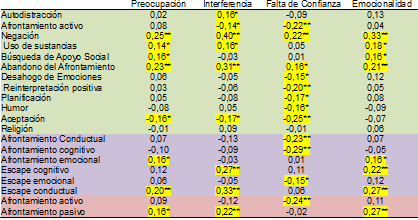 Preocupación Interferencia Falta de Confianza Emocionalidad
Autodistracción 0,02 0,16* -0,09 0,13
Afrontamiento activo 0,08 -0,14* -0,22** 0,04
Negación 0,25** 0,40** 0,22** 0,33**
Uso de sustancias 0,14* 0,16* 0,05 0,18*
Búsqueda de Apoyo Social 0,16* -0,03 0,01 0,16*
Abandono del Afrontamiento 0,23** 0,31** 0,16* 0,21**
Desahogo de Emociones 0,06 -0,05 -0,15* 0,12
Reinterpretación positiva 0,03 -0,06 -0,20** 0,04
Planificación 0,05 -0,08 -0,17* 0,08
Humor -0,08 0,05 -0,16* -0,09
Aceptación -0,16* -0,17* -0,25** -0,07
Religión -0,01 0,09 -0,01 0,06
Afrontamiento Conductual 0,07 -0,13 -0,23** 0,07
Afrontamiento cognitivo -0,10 -0,09 -0,29** -0,05
Afrontamiento emocional 0,16* -0,03 0,01 0,16*
Escape cognitivo 0,12 0,27** 0,11 0,22**
Escape emocional 0,06 -0,05 -0,15* 0,12
Escape conductual 0,20** 0,33** 0,06 0,27**
Afrontamiento activo 0,09 -0,12 -0,24** 0,11
Afrontamiento pasivo 0,16* 0,22** -0,02 0,27**